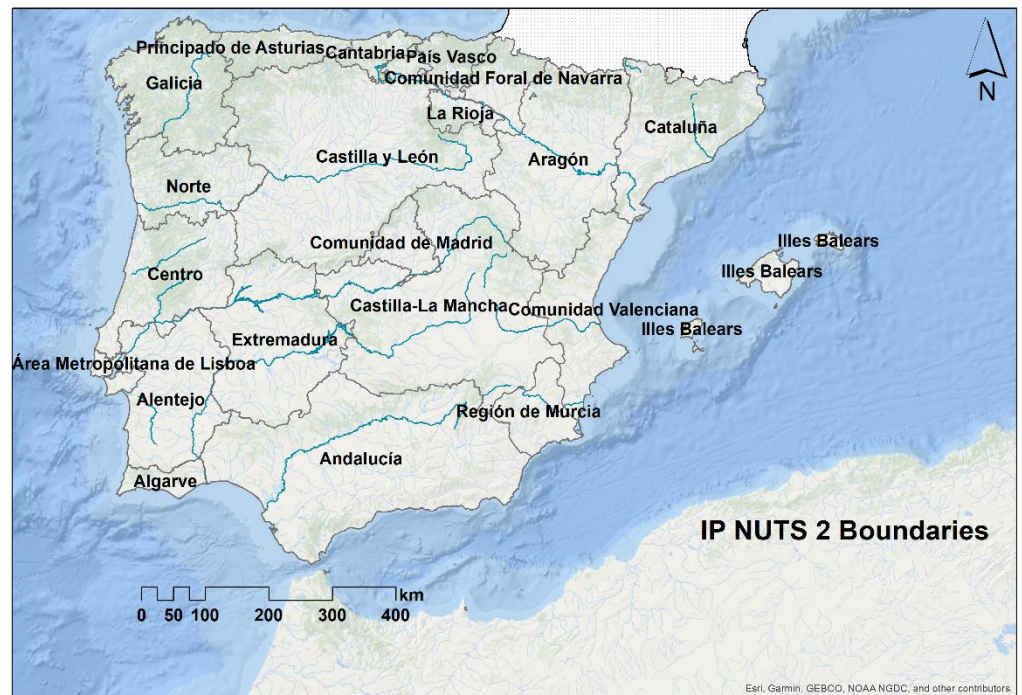 Principado de Asturias
Cantabria
País Vasco
Galicia
Comunidad Foral de Navarra
La Rioja
Cataluña
Castilla y León
Aragón
Norte
Comunidad de Madrid
Illes Balears
Centro
Illes Balears
Castilla-La Mancha
Comunidad Valenciana
Illes Balears
Extremadura
Área Metropolitana de Lisboa
Alentejo
Región de Murcia
Andalucía
Algarve
N
IP NUTS 2 Boundaries
km
0 50 100 200 300 400
Esri, Garmin, GEBCO, NOAA NGDC, and other contributors